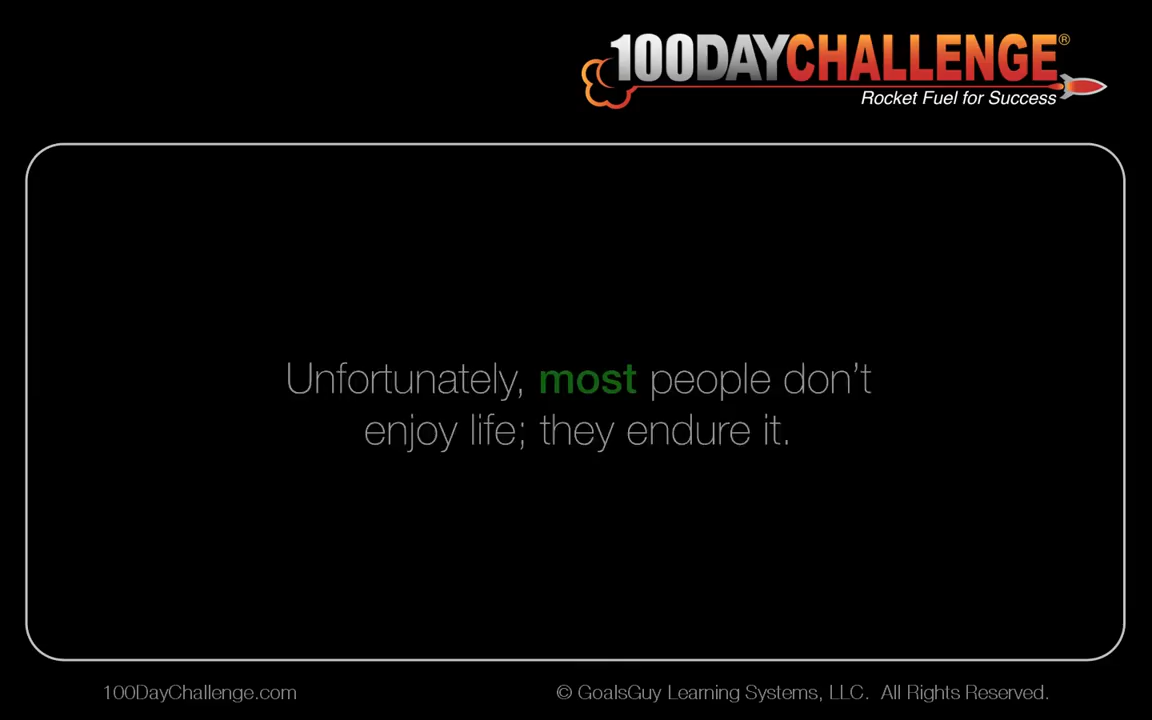 100DAYCHALLENGE®
Rocket Fuel for Success
Unfortunately, most people don’t
enjoy life; they endure it.
100DayChallenge.com
© GoalsGuy Learning Systems, LLC. All Rights Reserved.